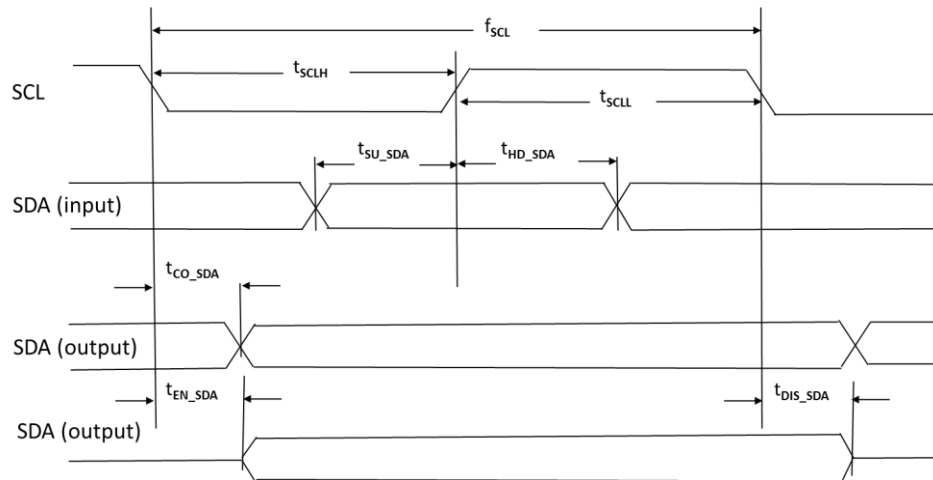 fSCL
tSCLH
SCL
tSCLL
tSU_SDA
tHD_SDA
SDA (input)
tCO_SDA
SDA (output)
tEN_SDA
tDIS_SDA
SDA (output)